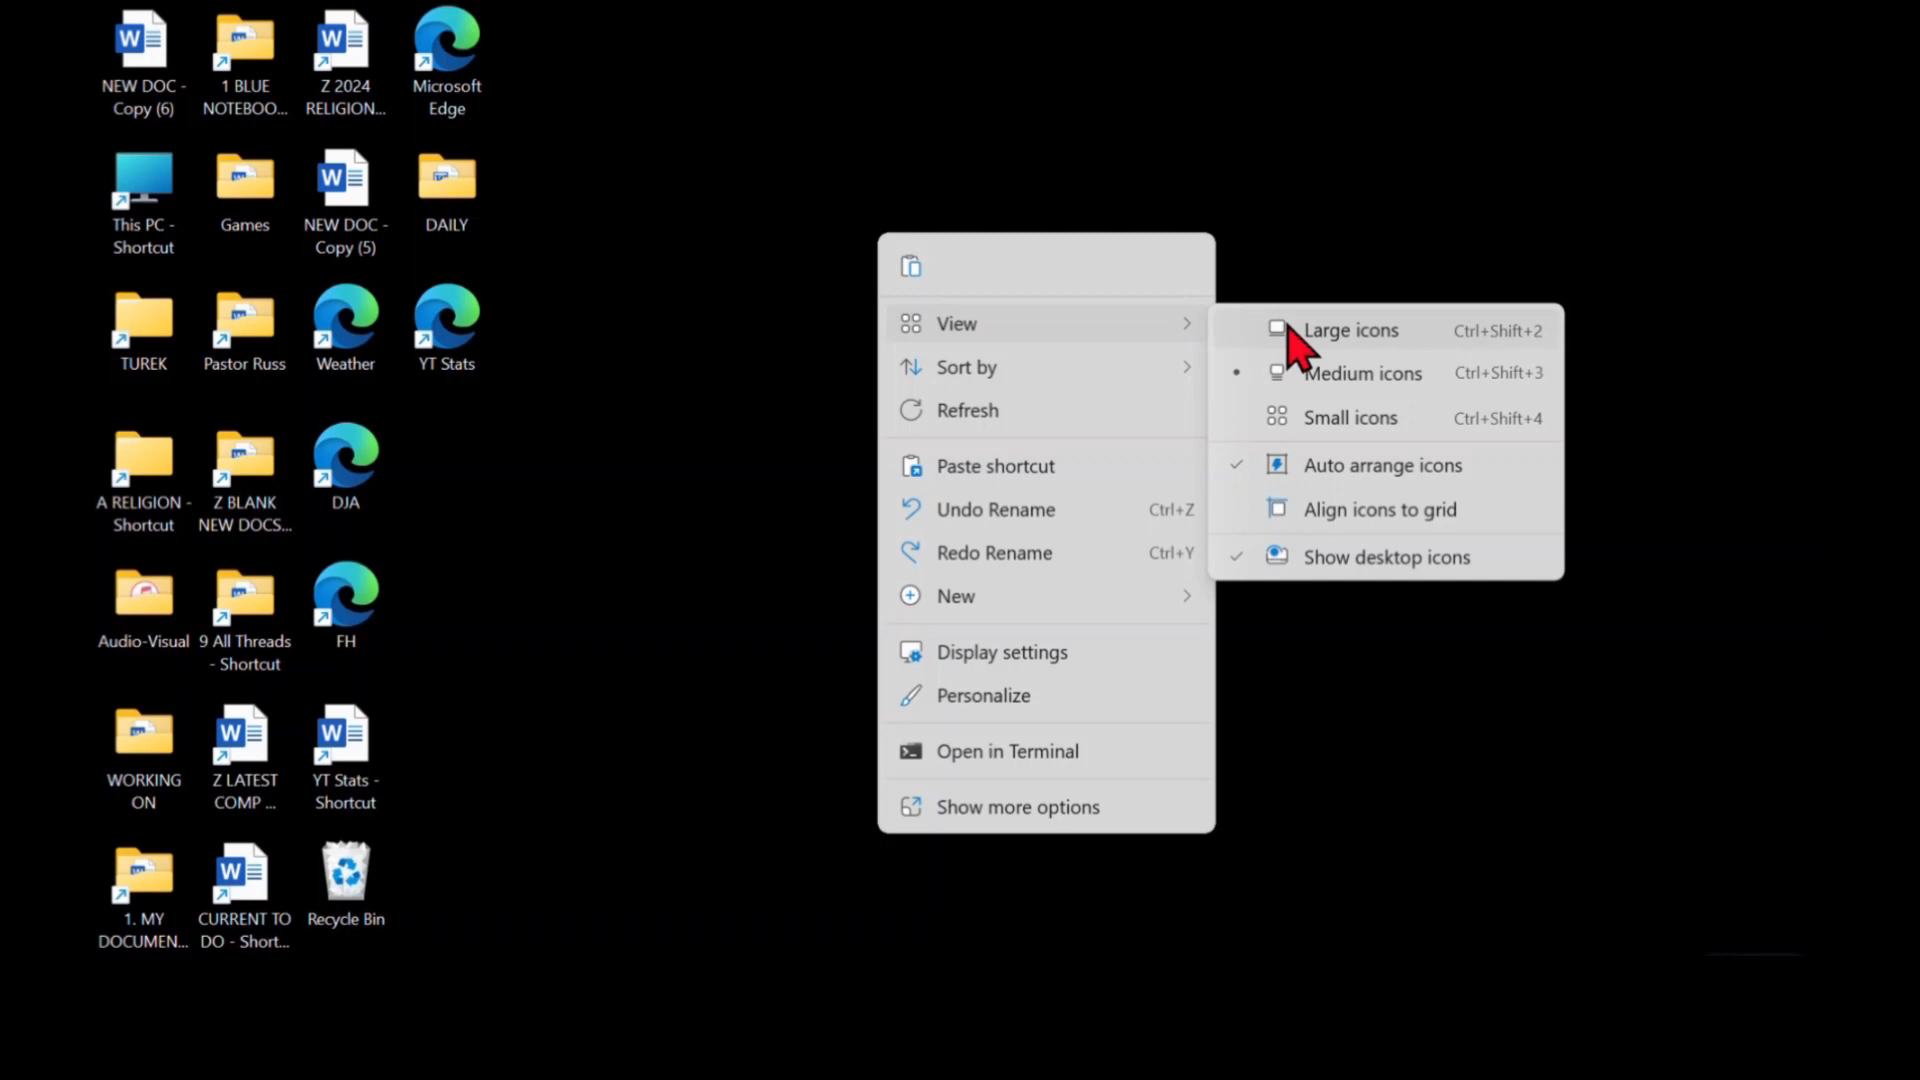 NEW DOC -
Copy (6)
1 BLUE
NOTEBOO...
Z 2024
RELIGION...
Microsoft
Edge
This PC -
Shortcut
Games
NEW DOC -
Copy (5)
DAILY
TUREK
Pastor Russ
Weather
YT Stats
A RELIGION -
Shortcut
Z BLANK
NEW DOCS...
DJA
Audio-Visual
9 All Threads
- Shortcut
FH
WORKING
ON
Z LATEST
COMP ...
YT Stats -
Shortcut
1. MY
DOCUMEN...
CURRENT TO
DO - Short...
Recycle Bin
View
Sort by
Refresh
Paste shortcut
Undo Rename Ctrl+Z
Redo Rename Ctrl+Y
New
Display settings
Personalize
Open in Terminal
Show more options
Large icons Ctrl+Shift+2
Medium icons Ctrl+Shift+3
Small icons Ctrl+Shift+4
Auto arrange icons
Align icons to grid
Show desktop icons